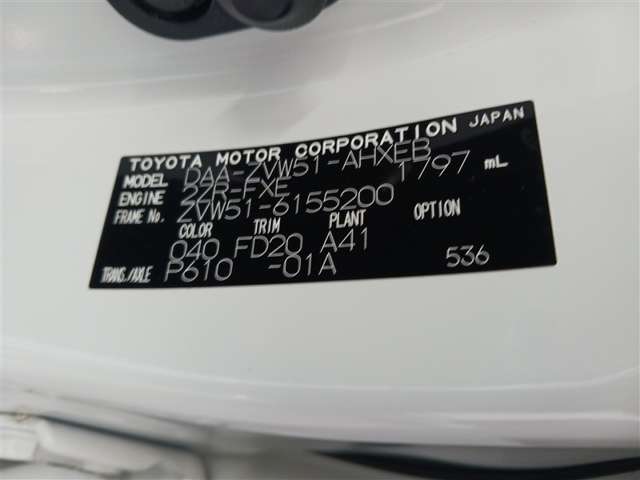 TOYOTA MOTOR CORPORATION JAPAN
MODEL DAA-ZVW51-AHXEB
ENGINE 2ZR-FXE 1797 mL
FRAME No. ZVW51-6155200
COLOR TRIM PLANT OPTION
040 FD20 A41
TRANS./AXLE P610 -01A 536